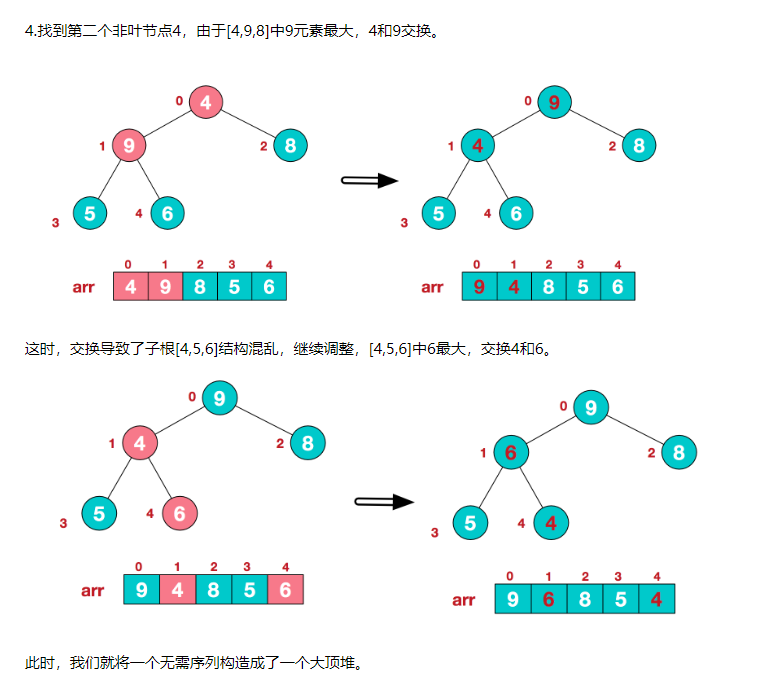 4.找到第二个非叶节点4，由于[4,9,8]中9元素最大，4和9交换。
0 4 0 9
1 9 2 8 1 4 2 8
3 5 4 6 3 5 4 6
0 1 2 3 4 0 1 2 3 4
arr 4 9 8 5 6 arr 9 4 8 5 6
这时，交换导致了子根[4,5,6]结构混乱，继续调整，[4,5,6]中6最大，交换4和6。
0 9 0 9
1 4 2 8 1 6 2 8
3 5 4 6 3 5 4 4
0 1 2 3 4 0 1 2 3 4
arr 9 4 8 5 6 arr 9 6 8 5 4
此时，我们就将一个无需序列构造成了一个大顶堆。